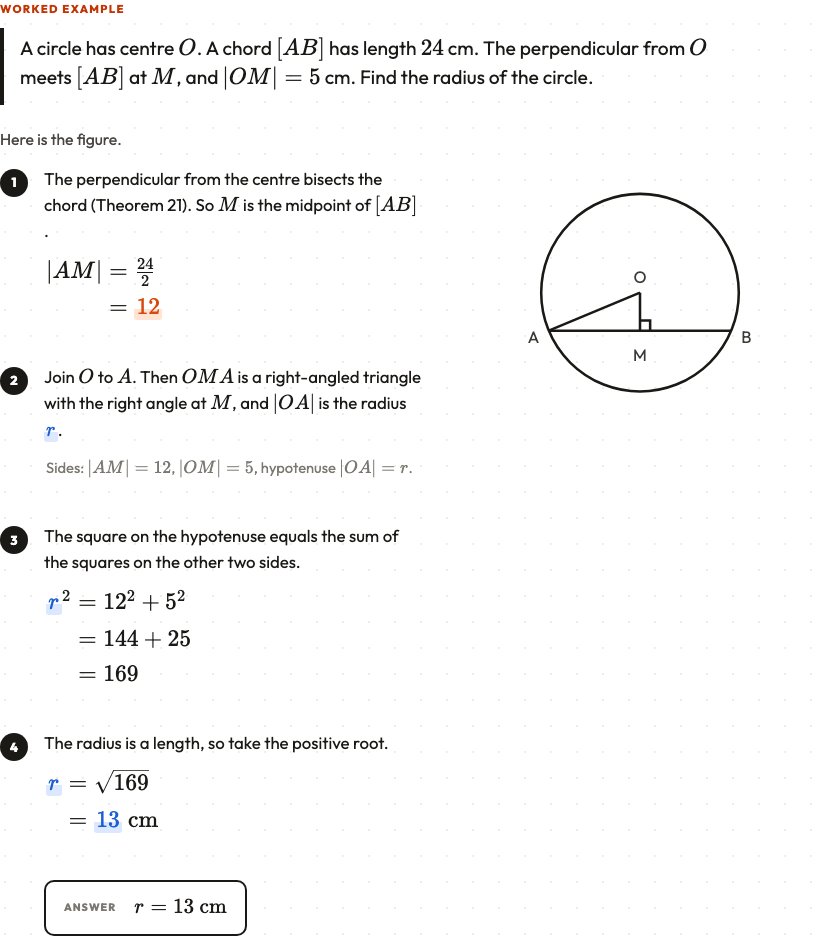 WORKED EXAMPLE
A circle has centre O. A chord [AB] has length 24 cm. The perpendicular from O
meets [AB] at M, and |OM| = 5 cm. Find the radius of the circle.
Here is the figure.
1
The perpendicular from the centre bisects the
chord (Theorem 21). So M is the midpoint of [AB]
.
|AM| = 24/2
= 12
2
Join O to A. Then OMA is a right-angled triangle
with the right angle at M, and |OA| is the radius
r.
Sides: |AM| = 12, |OM| = 5, hypotenuse |OA| = r.
3
The square on the hypotenuse equals the sum of
the squares on the other two sides.
r² = 12² + 5²
= 144 + 25
= 169
4
The radius is a length, so take the positive root.
r = √169
= 13 cm
ANSWER r = 13 cm
O
A
B
M